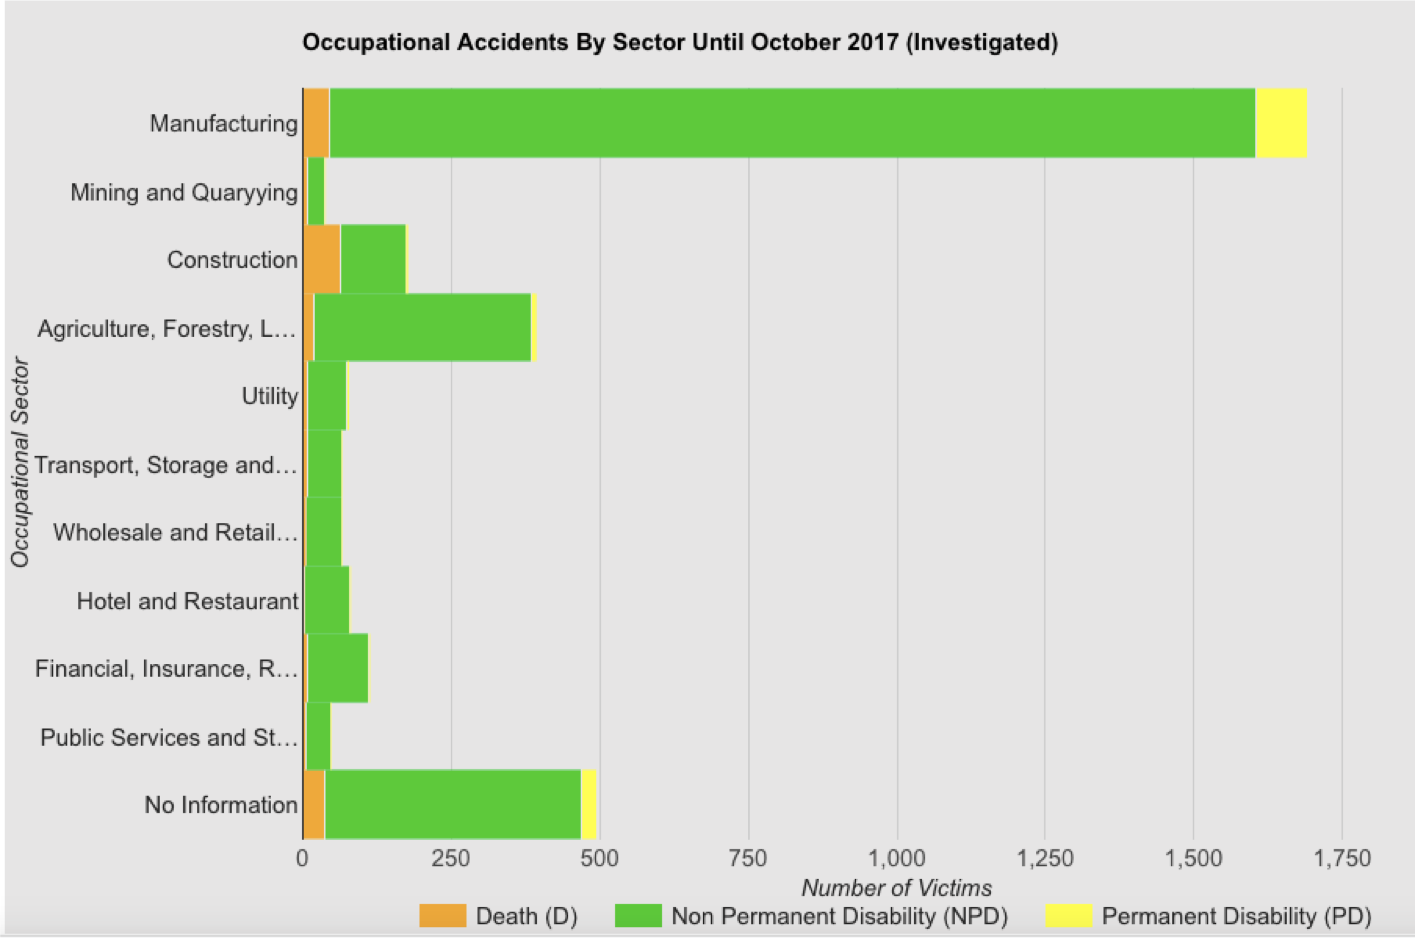 Occupational Accidents By Sector Until October 2017 (Investigated)
Occupational Sector
Manufacturing
Mining and Quaryying
Construction
Agriculture, Forestry, L...
Utility
Transport, Storage and...
Wholesale and Retail...
Hotel and Restaurant
Financial, Insurance, R...
Public Services and St...
No Information
0 250 500 750 1,000 1,250 1,500 1,750
Number of Victims
Death (D) Non Permanent Disability (NPD) Permanent Disability (PD)